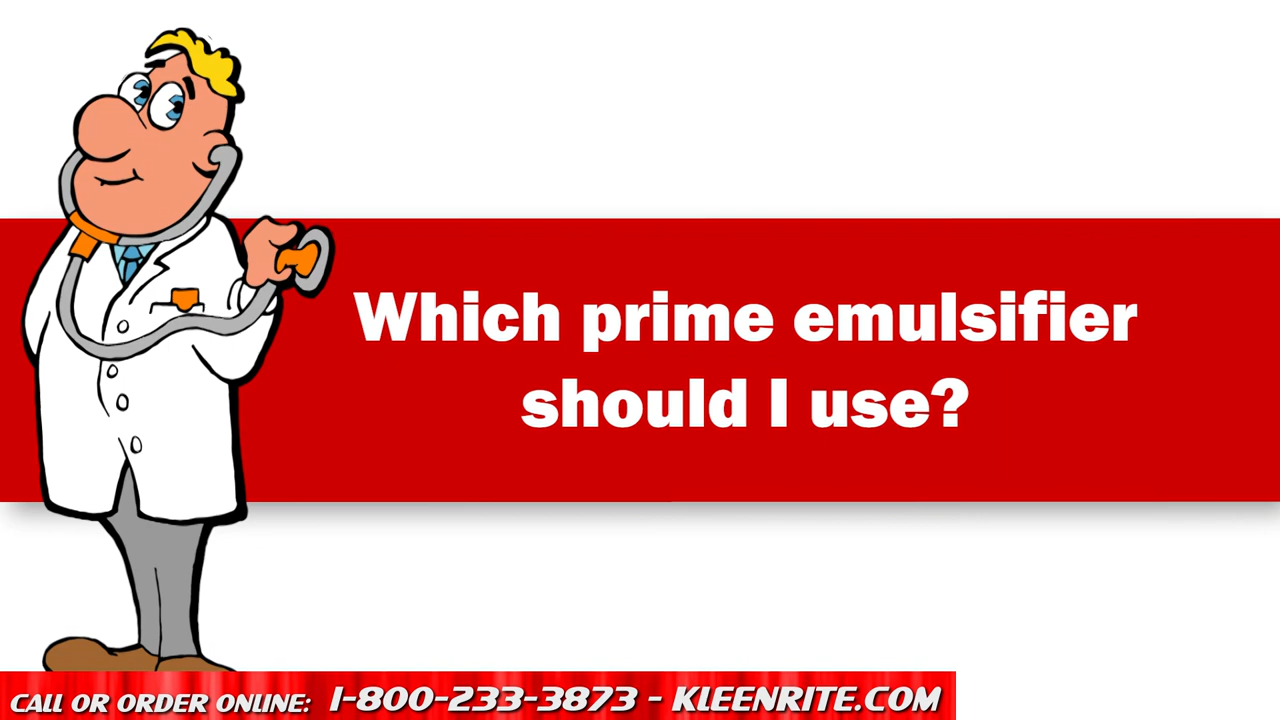 Which prime emulsifier
should I use?
CALL OR ORDER ONLINE: 1-800-233-3873 - KLEENRITE.COM